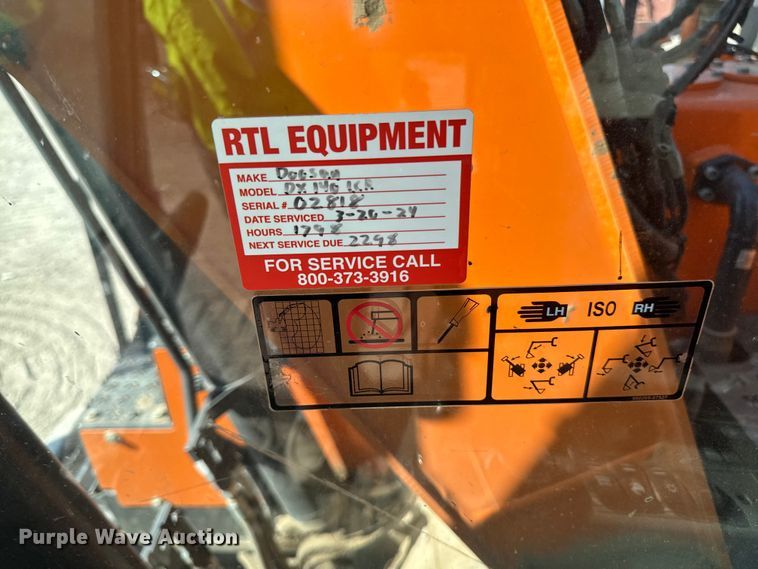 RTL EQUIPMENT
MAKE Doosan
MODEL DX 140 LCR
SERIAL # 02818
DATE SERVICED 3-26-24
HOURS 1798
NEXT SERVICE DUE 2298
FOR SERVICE CALL
800-373-3916
LH ISO RH
Purple Wave Auction